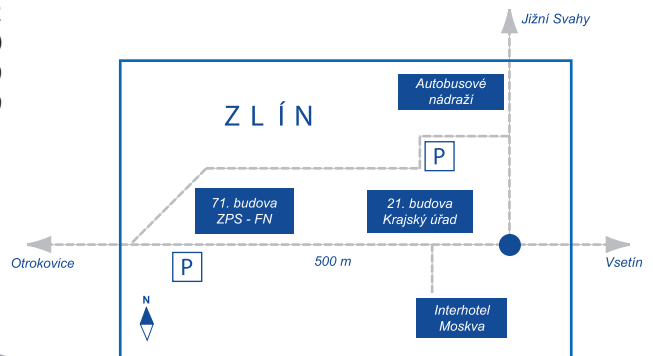 Jižní Svahy
Autobusové
nádraží
Z L Í N
P
71. budova
ZPS - FN
21. budova
Krajský úřad
Otrokovice
P
500 m
Vsetín
N
Interhotel
Moskva